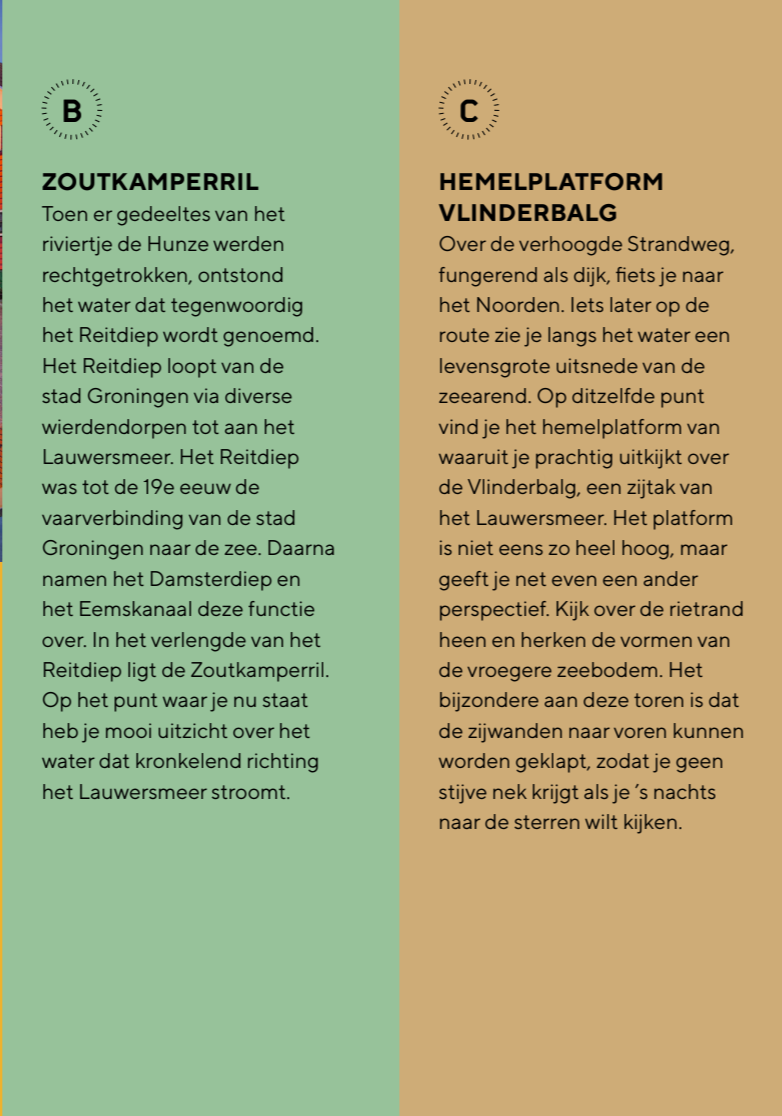 B
ZOUTKAMPERRIL
Toen er gedeeltes van het
riviertje de Hunze werden
rechtgetrokken, ontstond
het water dat tegenwoordig
het Reitdiep wordt genoemd.
Het Reitdiep loopt van de
stad Groningen via diverse
wierdendorpen tot aan het
Lauwersmeer. Het Reitdiep
was tot de 19e eeuw de
vaarverbinding van de stad
Groningen naar de zee. Daarna
namen het Damsterdiep en
het Eemskanaal deze functie
over. In het verlengde van het
Reitdiep ligt de Zoutkamperril.
Op het punt waar je nu staat
heb je mooi uitzicht over het
water dat kronkelend richting
het Lauwersmeer stroomt.
C
HEMELPLATFORM
VLINDERBALG
Over de verhoogde Strandweg,
fungerend als dijk, fiets je naar
het Noorden. Iets later op de
route zie je langs het water een
levensgrote uitsnede van de
zeearend. Op ditzelfde punt
vind je het hemelplatform van
waaruit je prachtig uitkijkt over
de Vlinderbalg, een zijtak van
het Lauwersmeer. Het platform
is niet eens zo heel hoog, maar
geeft je net even een ander
perspectief. Kijk over de rietrand
heen en herken de vormen van
de vroegere zeebodem. Het
bijzondere aan deze toren is dat
de zijwanden naar voren kunnen
worden geklapt, zodat je geen
stijve nek krijgt als je ’s nachts
naar de sterren wilt kijken.